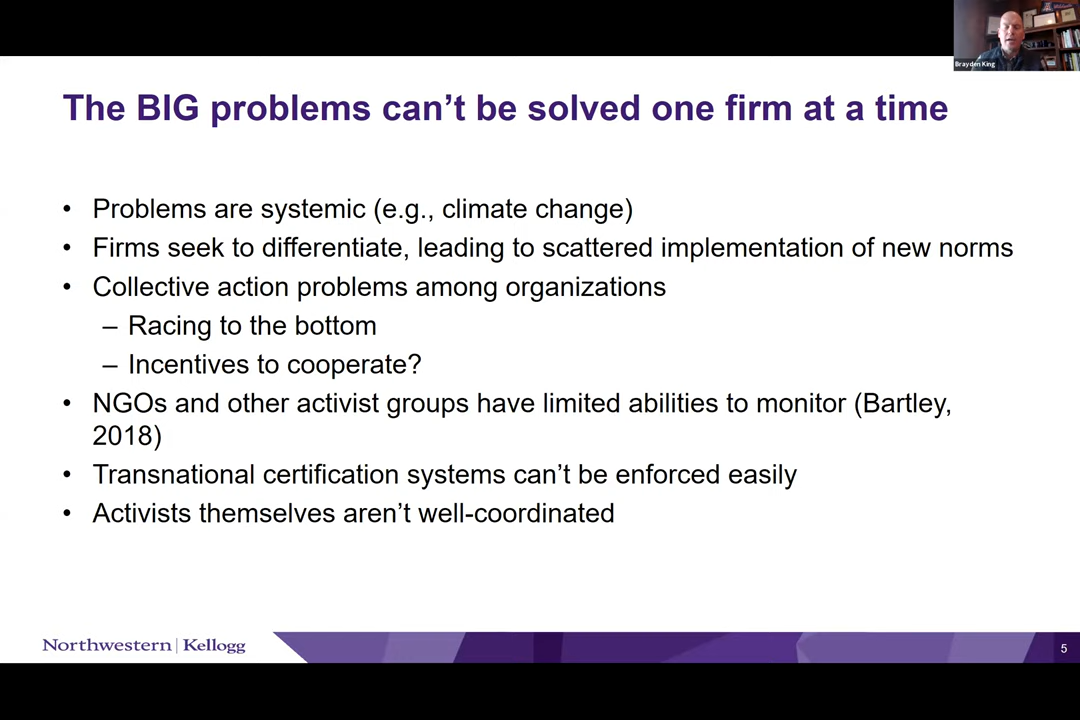 Brayden King
The BIG problems can’t be solved one firm at a time
• Problems are systemic (e.g., climate change)
• Firms seek to differentiate, leading to scattered implementation of new norms
• Collective action problems among organizations
– Racing to the bottom
– Incentives to cooperate?
• NGOs and other activist groups have limited abilities to monitor (Bartley,
2018)
• Transnational certification systems can’t be enforced easily
• Activists themselves aren’t well-coordinated
Northwestern | Kellogg
5